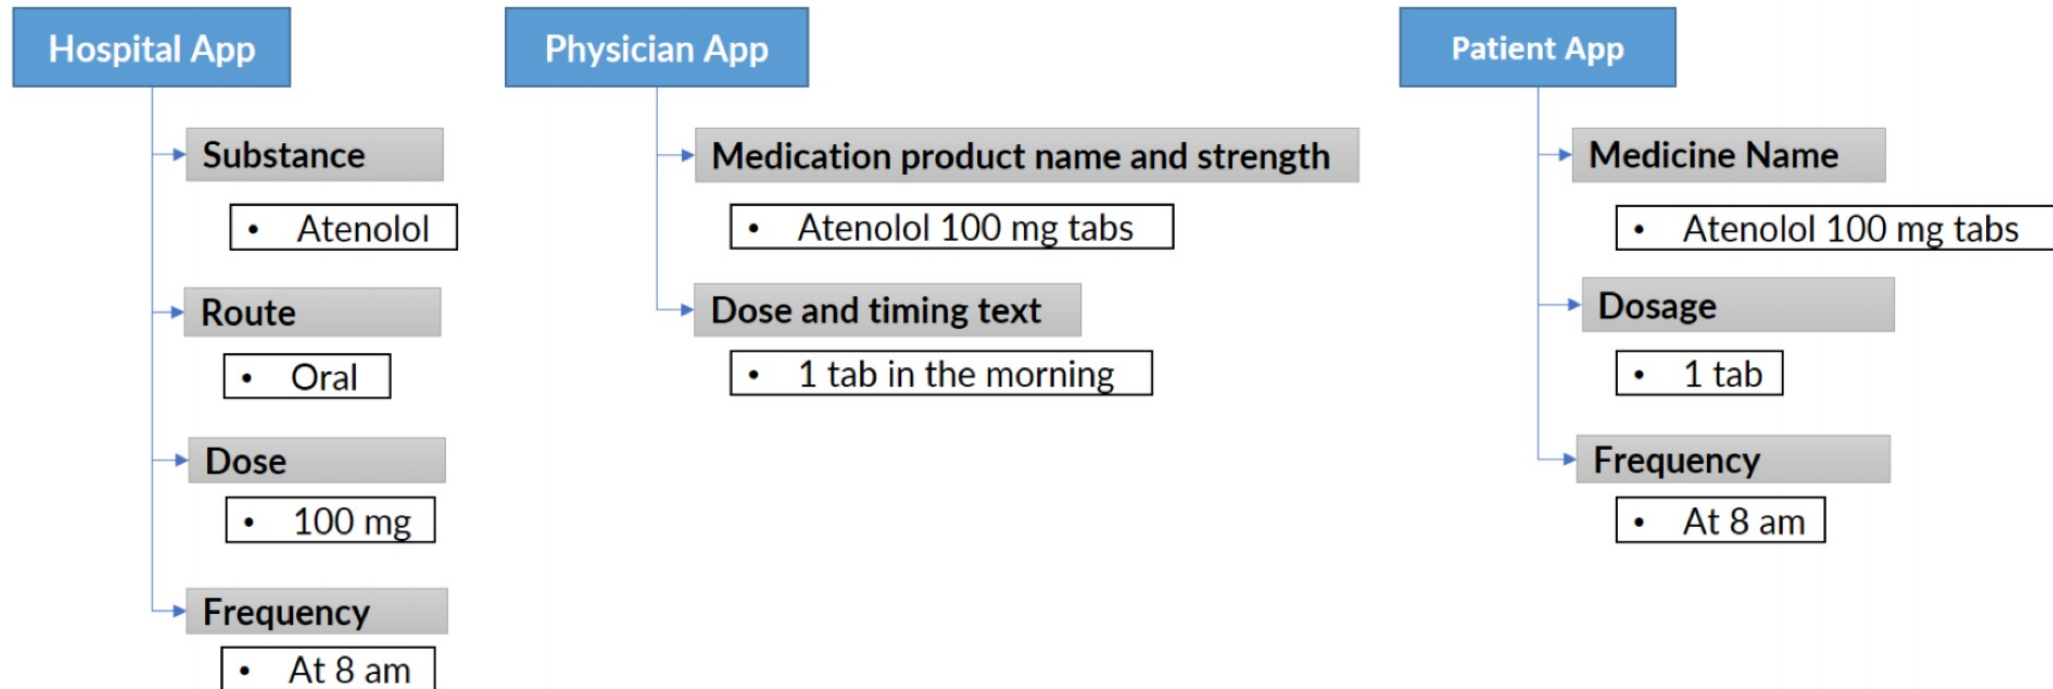 Hospital App
Substance
• Atenolol
Route
• Oral
Dose
• 100 mg
Frequency
• At 8 am
Physician App
Medication product name and strength
• Atenolol 100 mg tabs
Dose and timing text
• 1 tab in the morning
Patient App
Medicine Name
• Atenolol 100 mg tabs
Dosage
• 1 tab
Frequency
• At 8 am